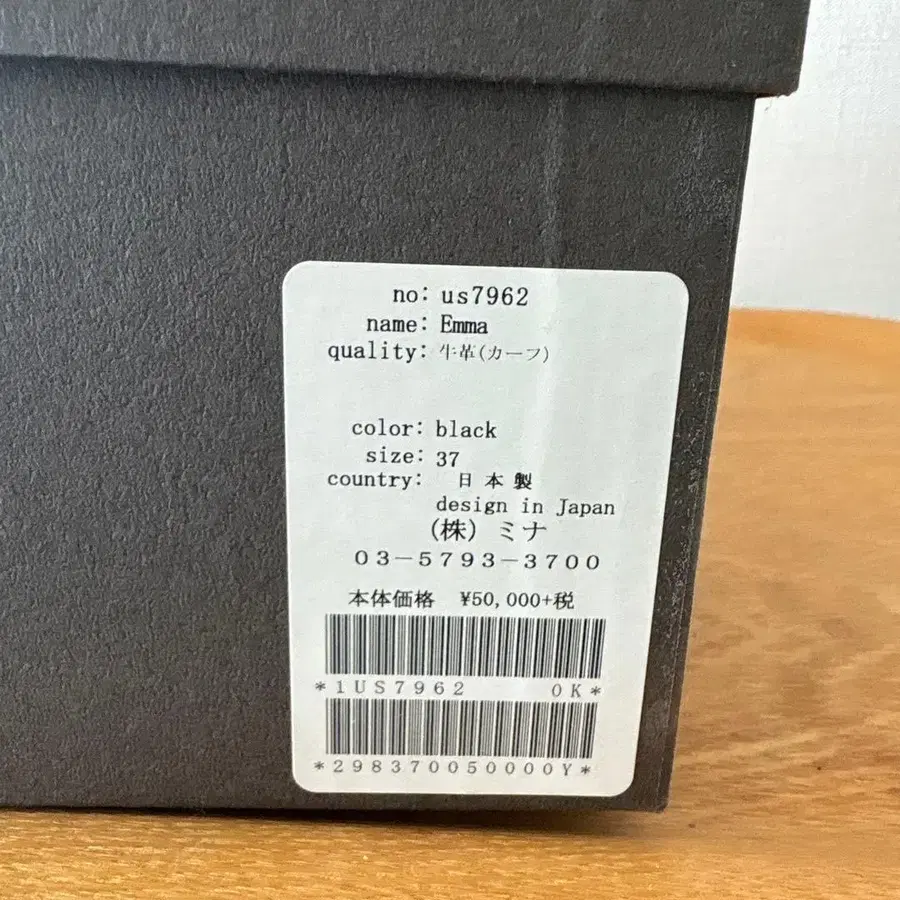 no: us7962
name: Emma
quality: 牛革(カーフ)
color: black
size: 37
country: 日本製
design in Japan
(株) ミナ
03-5793-3700
本体価格 ¥50,000+税
*1US7962 0K*
*298370050000Y*